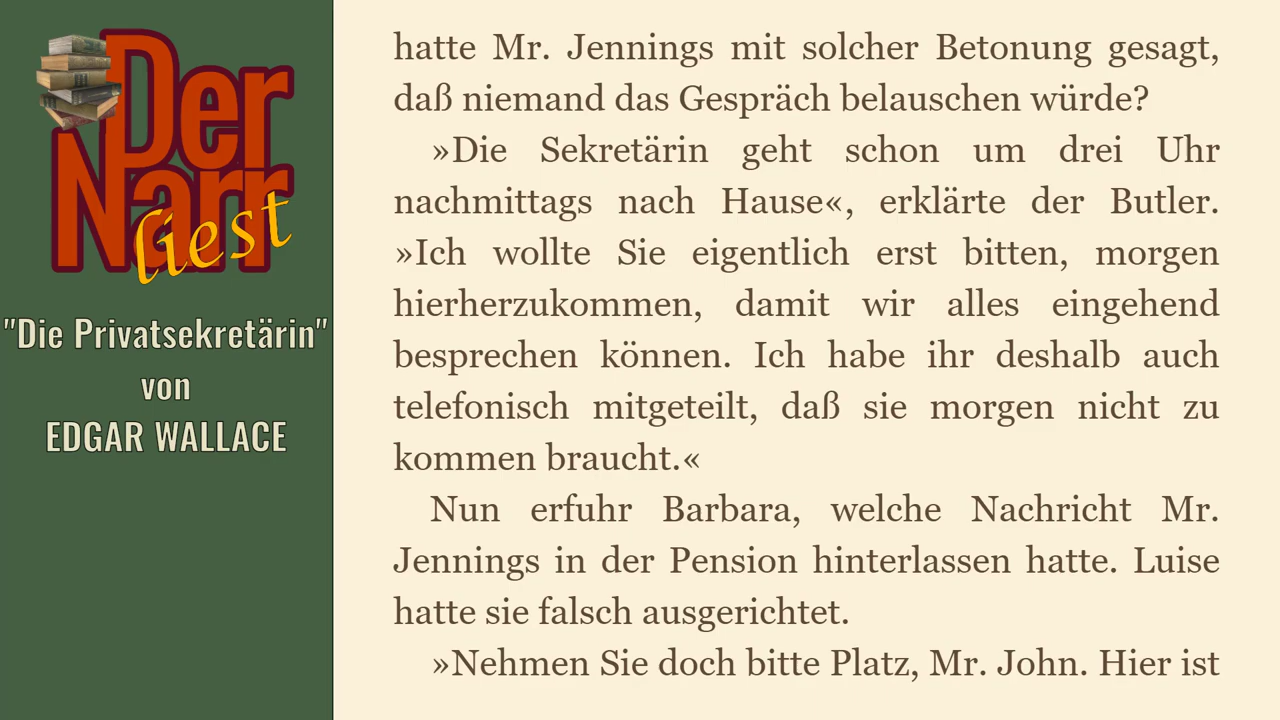 Der
Narr
liest
"Die Privatsekretärin"
von
EDGAR WALLACE
hatte Mr. Jennings mit solcher Betonung gesagt,
daß niemand das Gespräch belauschen würde?
»Die Sekretärin geht schon um drei Uhr
nachmittags nach Hause«, erklärte der Butler.
»Ich wollte Sie eigentlich erst bitten, morgen
hierherzukommen, damit wir alles eingehend
besprechen können. Ich habe ihr deshalb auch
telefonisch mitgeteilt, daß sie morgen nicht zu
kommen braucht.«
Nun erfuhr Barbara, welche Nachricht Mr.
Jennings in der Pension hinterlassen hatte. Luise
hatte sie falsch ausgerichtet.
»Nehmen Sie doch bitte Platz, Mr. John. Hier ist